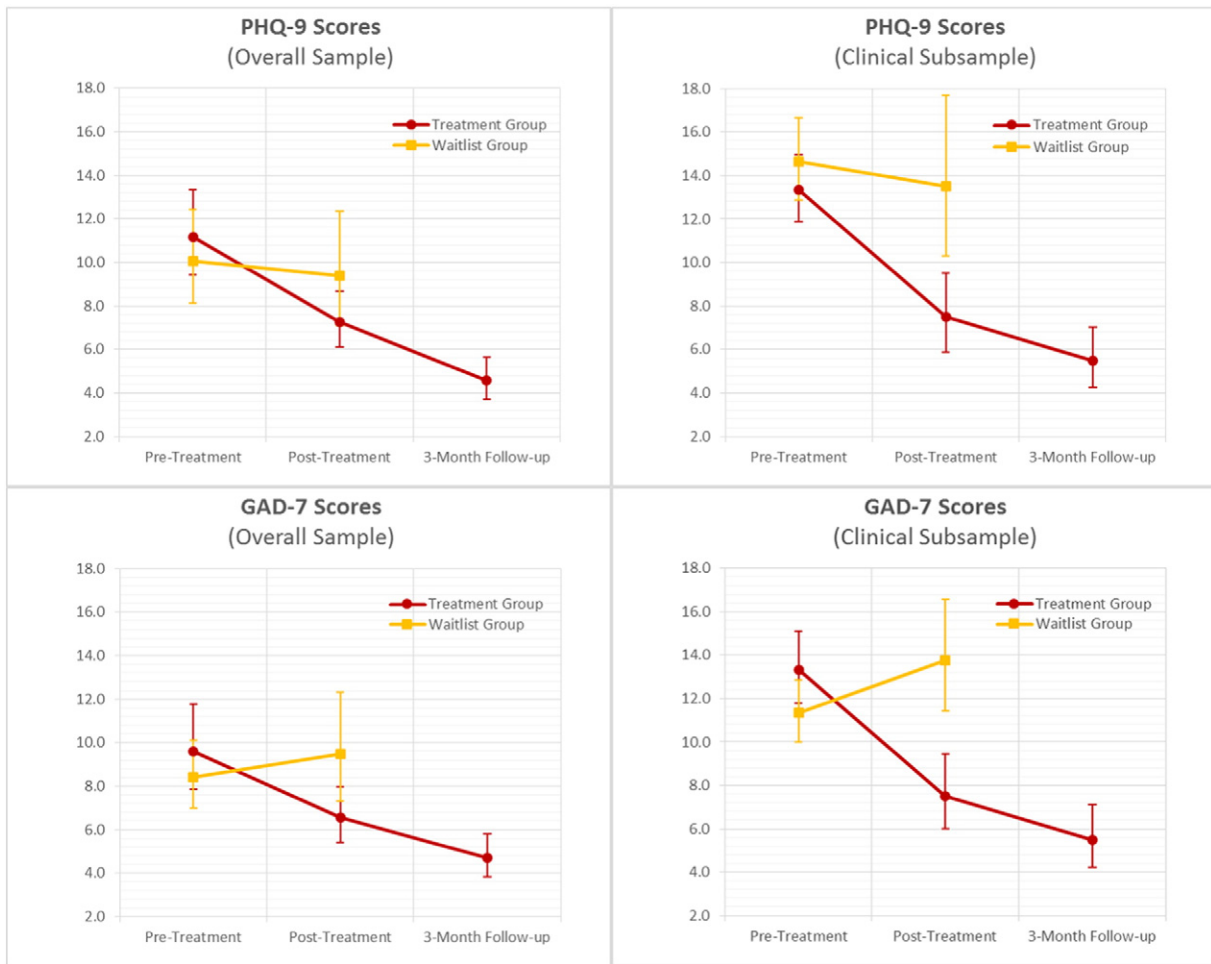 PHQ-9 Scores
(Overall Sample)
18.0
16.0
14.0
12.0
10.0
8.0
6.0
4.0
2.0
Treatment Group
Waitlist Group
Pre-Treatment Post-Treatment 3-Month Follow-up
PHQ-9 Scores
(Clinical Subsample)
18.0
16.0
14.0
12.0
10.0
8.0
6.0
4.0
2.0
Treatment Group
Waitlist Group
Pre-Treatment Post-Treatment 3-Month Follow-up
GAD-7 Scores
(Overall Sample)
18.0
16.0
14.0
12.0
10.0
8.0
6.0
4.0
2.0
Treatment Group
Waitlist Group
Pre-Treatment Post-Treatment 3-Month Follow-up
GAD-7 Scores
(Clinical Subsample)
18.0
16.0
14.0
12.0
10.0
8.0
6.0
4.0
2.0
Treatment Group
Waitlist Group
Pre-Treatment Post-Treatment 3-Month Follow-up